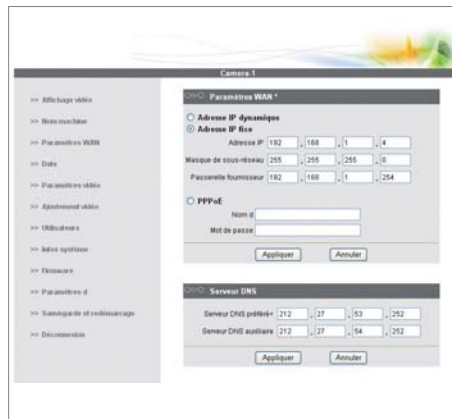 Camera-1
>> Affichage vidéo
>> Nom machine
>> Paramètres WAN
>> Date
>> Paramètres vidéo
>> Ajustement vidéo
>> Utilisateurs
>> Infos système
>> Firmware
>> Paramètres d
>> Sauvegarde et redémarrage
>> Déconnexion
Paramètres WAN *
Adresse IP dynamique
Adresse IP fixe
Adresse IP 192 . 168 . 1 . 4
Masque de sous-réseau 255 . 255 . 255 . 0
Passerelle fournisseur 192 . 168 . 1 . 254
PPPoE
Nom d
Mot de passe
Appliquer Annuler
Serveur DNS
Serveur DNS préféré* 212 . 27 . 53 . 252
Serveur DNS auxiliaire 212 . 27 . 54 . 252
Appliquer Annuler